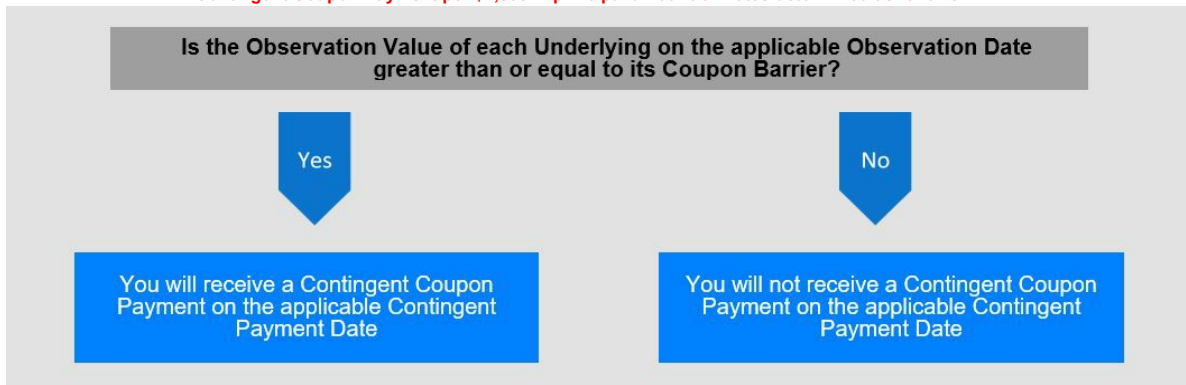 Is the Observation Value of each Underlying on the applicable Observation Date
greater than or equal to its Coupon Barrier?
Yes
No
You will receive a Contingent Coupon
Payment on the applicable Contingent
Payment Date
You will not receive a Contingent Coupon
Payment on the applicable Contingent
Payment Date